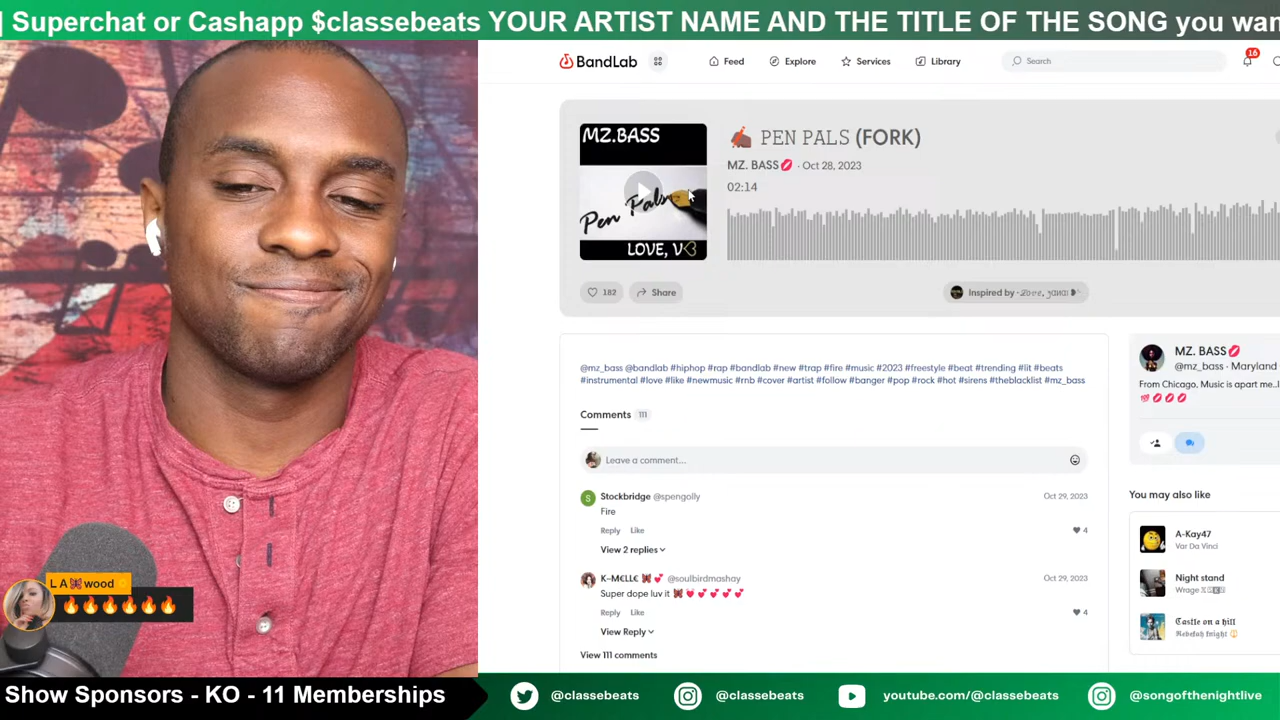 | Superchat or Cashapp $classebeats YOUR ARTIST NAME AND THE TITLE OF THE SONG you
BandLab
Feed
Explore
Services
Library
Search
16
MZ.BASS
Pen Pals
LOVE, V
PEN PALS (FORK)
MZ. BASS💋 · Oct 28, 2023
02:14
182
Share
Inspired by
@mz_bass @bandlab #hiphop #rap #bandlab #new #trap #fire #music #2023 #freestyle #beat #trending #lit #beats
#instrumental #love #like #newmusic #rnb #cover #artist #follow #banger #pop #rock #hot #sirens #theblacklist #mz_bass
Comments 111
Leave a comment...
S
Stockbridge @spengolly
Oct 29, 2023
Fire
Reply Like
4
View 2 replies
K~M€LL€ 🦋 💕 @soulbirdmashay
Oct 29, 2023
Super dope luv it 🦋 💗 💕 💕 💕 💕
Reply Like
4
View Reply
View 111 comments
MZ. BASS💋
@mz_bass · Maryland
From Chicago. Music is apart me...
💯 💋 💋 💋
You may also like
A-Kay47
Var Da Vinci
Night stand
Wrage
Castle on a hill
Rebekah knight
L A🦋wood
🔥🔥🔥🔥🔥🔥
Show Sponsors - KO - 11 Memberships
@classebeats
@classebeats
youtube.com/@classebeats
@songofthenightlive